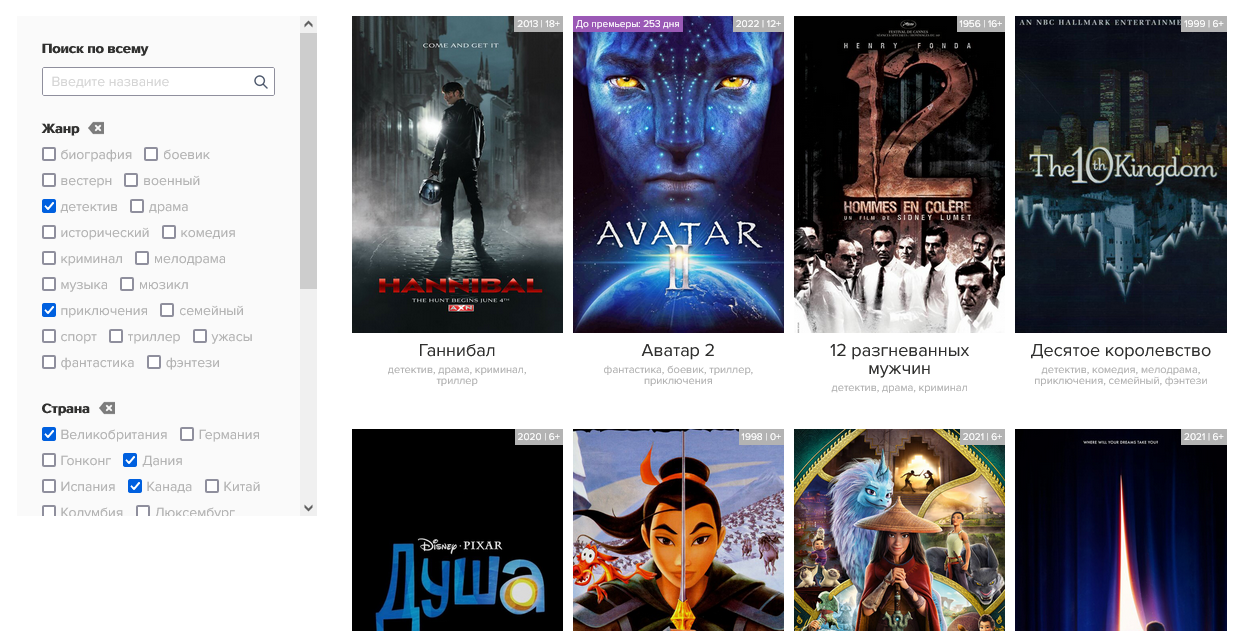 Поиск по всему
Введите название
Жанр
биография боевик
вестерн военный
детектив драма
исторический комедия
криминал мелодрама
музыка мюзикл
приключения семейный
спорт триллер ужасы
фантастика фэнтези
Страна
Великобритания Германия
Гонконг Дания
Испания Канада Китай
Колумбия Люксембург
2013 | 18+
COME AND GET IT
HANNIBAL
THE HUNT BEGINS JUNE 4TH
AXN
Ганнибал
детектив, драма, криминал,
триллер
До премьеры: 253 дня
2022 | 12+
AVATAR
II
Аватар 2
фантастика, боевик, триллер,
приключения
1956 | 16+
FESTIVAL DE CANNES
HENRY FONDA
12
HOMMES EN COLÈRE
UN FILM DE SIDNEY LUMET
12 разгневанных
мужчин
детектив, драма, криминал
AN NBC HALLMARK ENTERTAINME
1999 | 6+
The 10th Kingdom
Десятое королевство
детектив, комедия, мелодрама,
приключения, семейный, фэнтези
2020 | 6+
DISNEY · PIXAR
Душа
1998 | 0+
2021 | 6+
2021 | 6+
WHERE WILL YOUR DREAMS TAKE YOU?